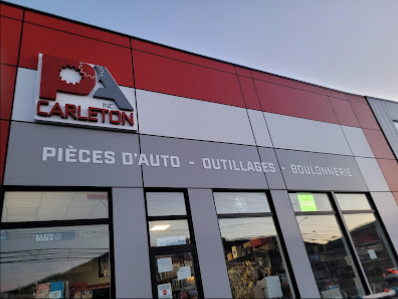 PA
INC
CARLETON
PIÈCES D'AUTO - OUTILLAGES - BOULONNERIE